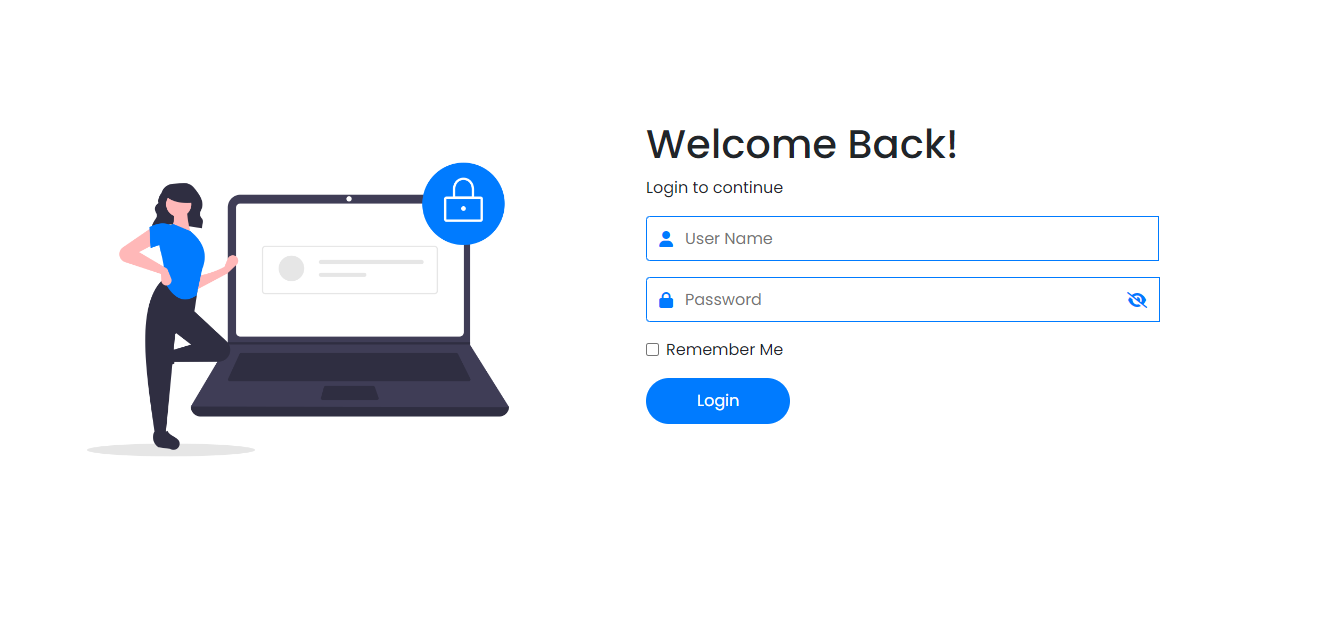 Welcome Back!
Login to continue
User Name
Password
Remember Me
Login